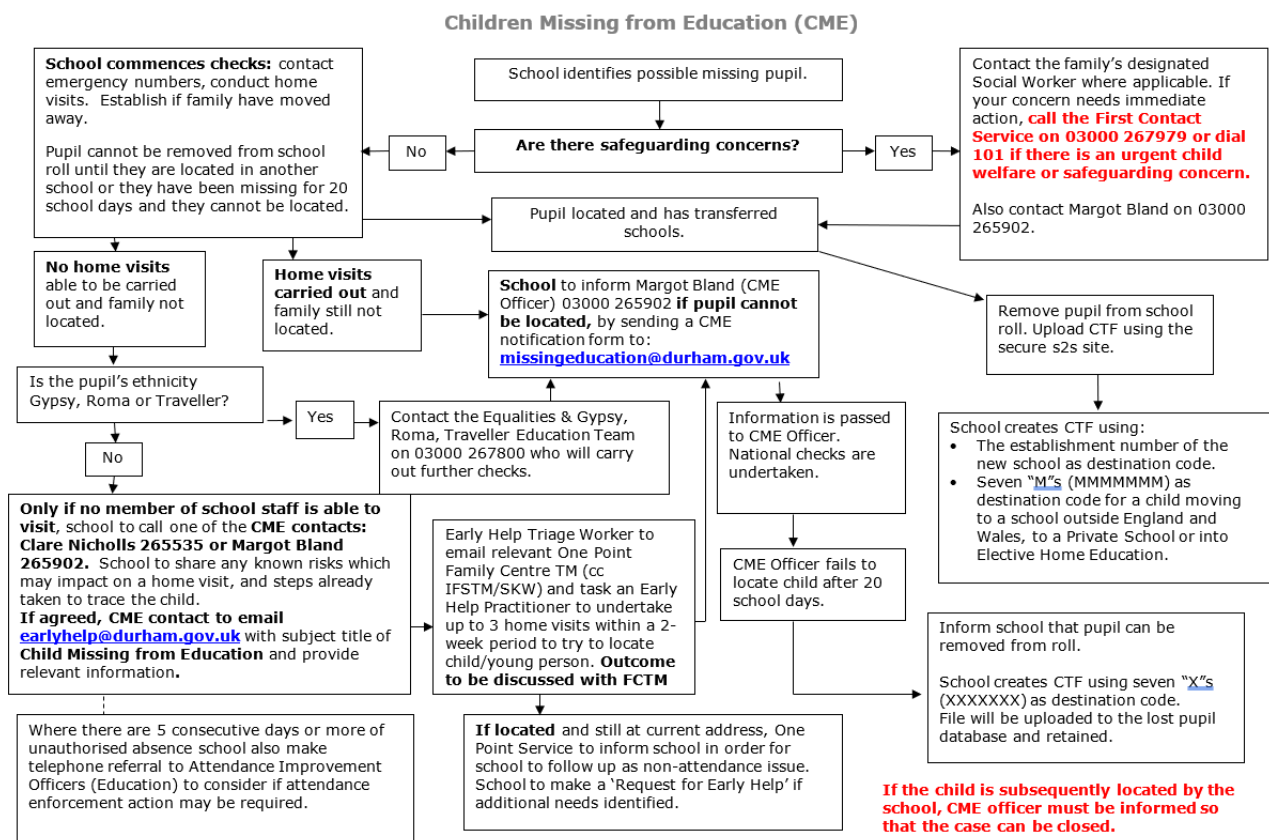 Children Missing from Education (CME)
School commences checks: contact
emergency numbers, conduct home
visits.  Establish if family have moved
away.
Pupil cannot be removed from school
roll until they are located in another
school or they have been missing for 20
school days and they cannot be located.
School identifies possible missing pupil.
Are there safeguarding concerns?
No
Yes
Contact the family's designated
Social Worker where applicable. If
your concern needs immediate
action, call the First Contact
Service on 03000 267979 or dial
101 if there is an urgent child
welfare or safeguarding concern.
Also contact Margot Bland on 03000
265902.
Pupil located and has transferred
schools.
No home visits
able to be carried
out and family not
located.
Home visits
carried out and
family still not
located.
School to inform Margot Bland (CME
Officer) 03000 265902 if pupil cannot
be located, by sending a CME
notification form to:
missingeducation@durham.gov.uk
Remove pupil from school
roll. Upload CTF using the
secure s2s site.
Is the pupil's ethnicity
Gypsy, Roma or Traveller?
Yes
No
Contact the Equalities & Gypsy,
Roma, Traveller Education Team
on 03000 267800 who will carry
out further checks.
Information is passed
to CME Officer.
National checks are
undertaken.
School creates CTF using:
• The establishment number of the
new school as destination code.
• Seven "M"s (MMMMMMM) as
destination code for a child moving
to a school outside England and
Wales, to a Private School or into
Elective Home Education.
Only if no member of school staff is able to
visit, school to call one of the CME contacts:
Clare Nicholls 265535 or Margot Bland
265902.  School to share any known risks which
may impact on a home visit, and steps already
taken to trace the child.
If agreed, CME contact to email
earlyhelp@durham.gov.uk with subject title of
Child Missing from Education and provide
relevant information.
Early Help Triage Worker to
email relevant One Point
Family Centre TM (cc
IFSTM/SKW) and task an Early
Help Practitioner to undertake
up to 3 home visits within a 2-
week period to try to locate
child/young person. Outcome
to be discussed with FCTM
CME Officer fails to
locate child after 20
school days.
Inform school that pupil can be
removed from roll.
School creates CTF using seven "X"s
(XXXXXXX) as destination code.
File will be uploaded to the lost pupil
database and retained.
Where there are 5 consecutive days or more of
unauthorised absence school also make
telephone referral to Attendance Improvement
Officers (Education) to consider if attendance
enforcement action may be required.
If located and still at current address, One
Point Service to inform school in order for
school to follow up as non-attendance issue.
School to make a 'Request for Early Help' if
additional needs identified.
If the child is subsequently located by the
school, CME officer must be informed so
that the case can be closed.